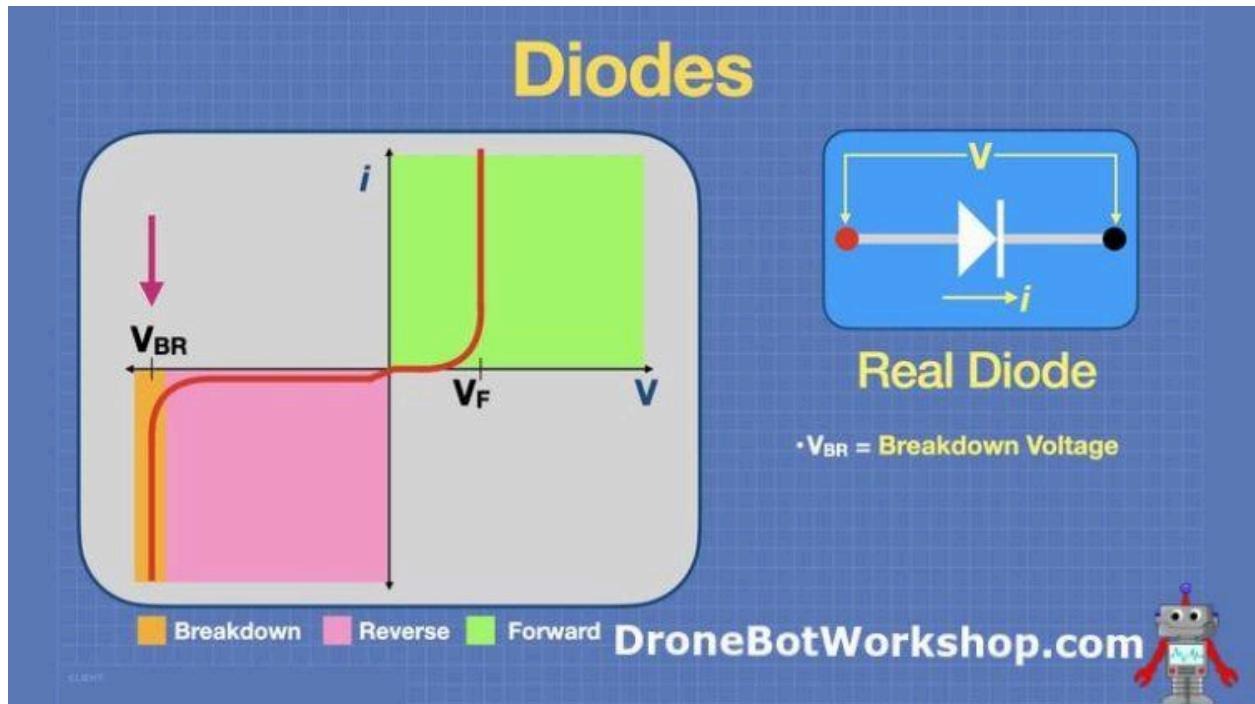 Diodes
i
V
VBR
VF
V
i
Real Diode
•VBR = Breakdown Voltage
Breakdown
Reverse
Forward
DroneBotWorkshop.com